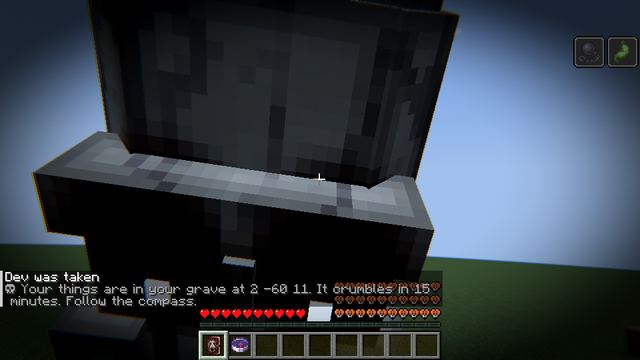 Dev was taken
☠ Your things are in your grave at 2 -60 11. It crumbles in 15
minutes. Follow the compass.